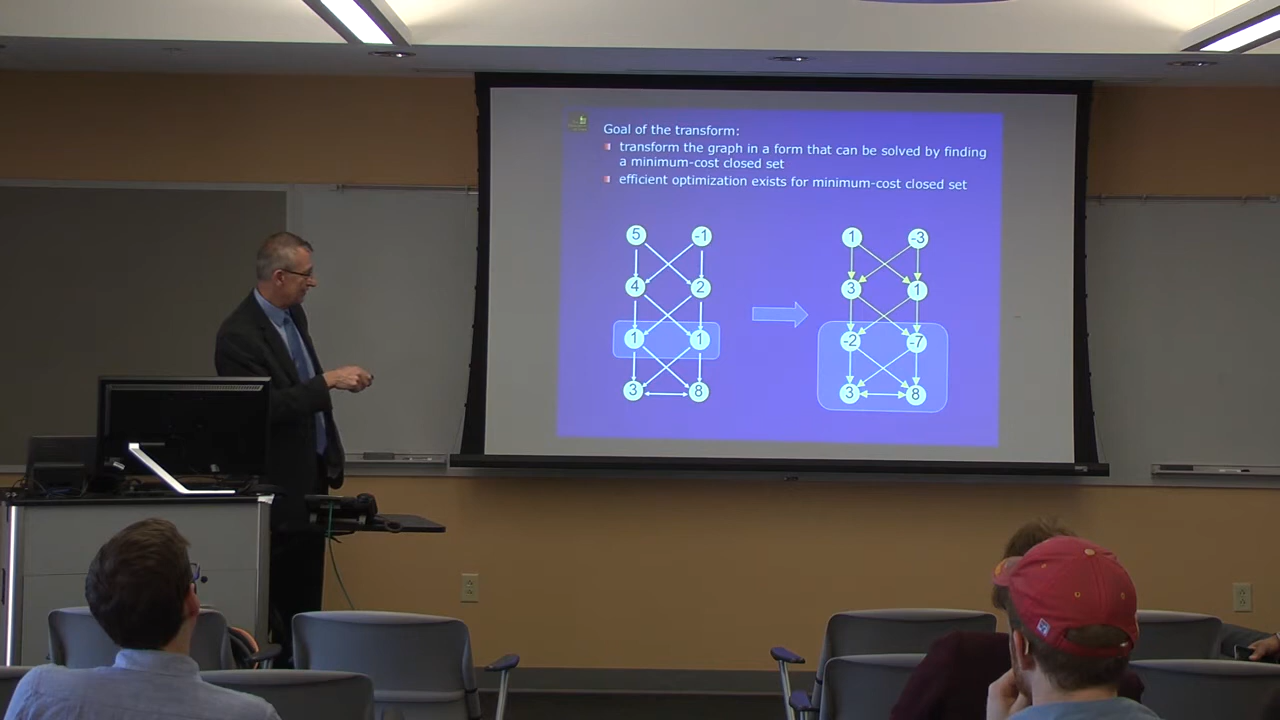 Goal of the transform:
transform the graph in a form that can be solved by finding
a minimum-cost closed set
efficient optimization exists for minimum-cost closed set
5 -1 1 -3
4 2 3 1
1 1 -2 -7
3 8 3 8